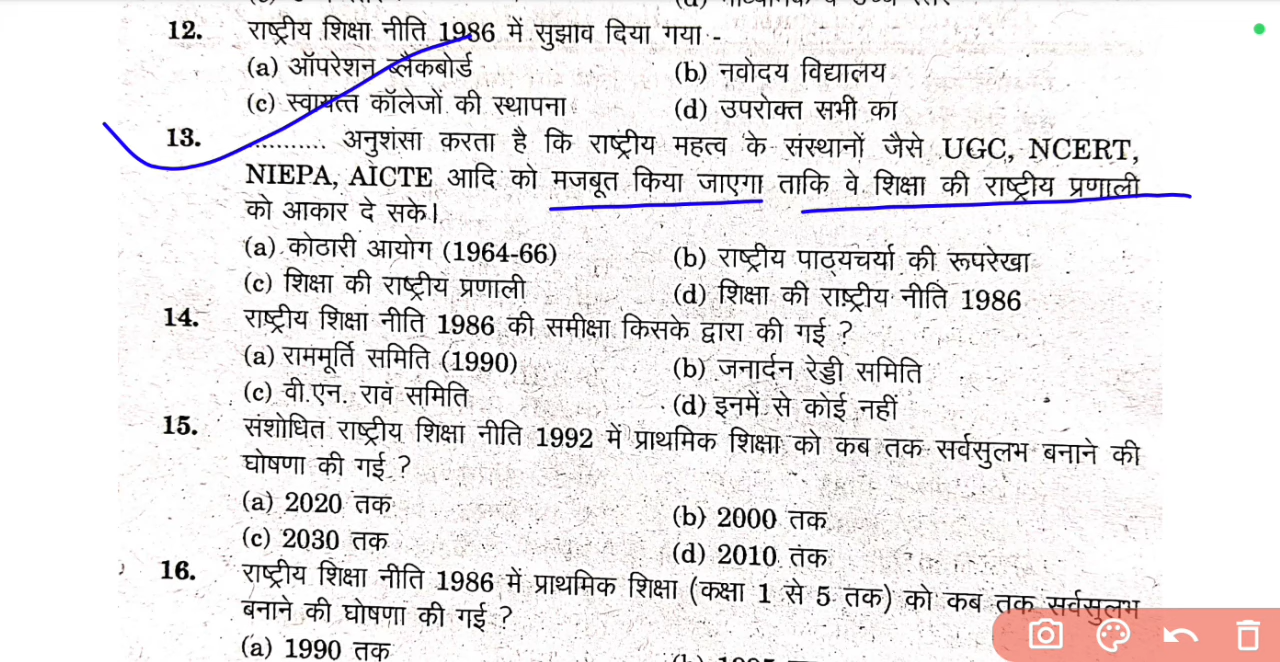 12. राष्ट्रीय शिक्षा नीति 1986 में सुझाव दिया गया -
(a) ऑपरेशन ब्लैकबोर्ड (b) नवोदय विद्यालय
(c) स्वायत्त कॉलेजों की स्थापना (d) उपरोक्त सभी का
13. ........... अनुशंसा करता है कि राष्ट्रीय महत्व के संस्थानों जैसे UGC, NCERT,
NIEPA, AICTE आदि को मजबूत किया जाएगा ताकि वे शिक्षा की राष्ट्रीय प्रणाली
को आकार दे सके।
(a) कोठारी आयोग (1964-66) (b) राष्ट्रीय पाठ्यचर्या की रूपरेखा
(c) शिक्षा की राष्ट्रीय प्रणाली (d) शिक्षा की राष्ट्रीय नीति 1986
14. राष्ट्रीय शिक्षा नीति 1986 की समीक्षा किसके द्वारा की गई ?
(a) राममूर्ति समिति (1990) (b) जनार्दन रेड्डी समिति
(c) वी.एन. राव समिति (d) इनमें से कोई नहीं
15. संशोधित राष्ट्रीय शिक्षा नीति 1992 में प्राथमिक शिक्षा को कब तक सर्वसुलभ बनाने की
घोषणा की गई ?
(a) 2020 तक (b) 2000 तक
(c) 2030 तक (d) 2010 तक
16. राष्ट्रीय शिक्षा नीति 1986 में प्राथमिक शिक्षा (कक्षा 1 से 5 तक) को कब तक सर्वसुलभ
बनाने की घोषणा की गई ?
(a) 1990 तक